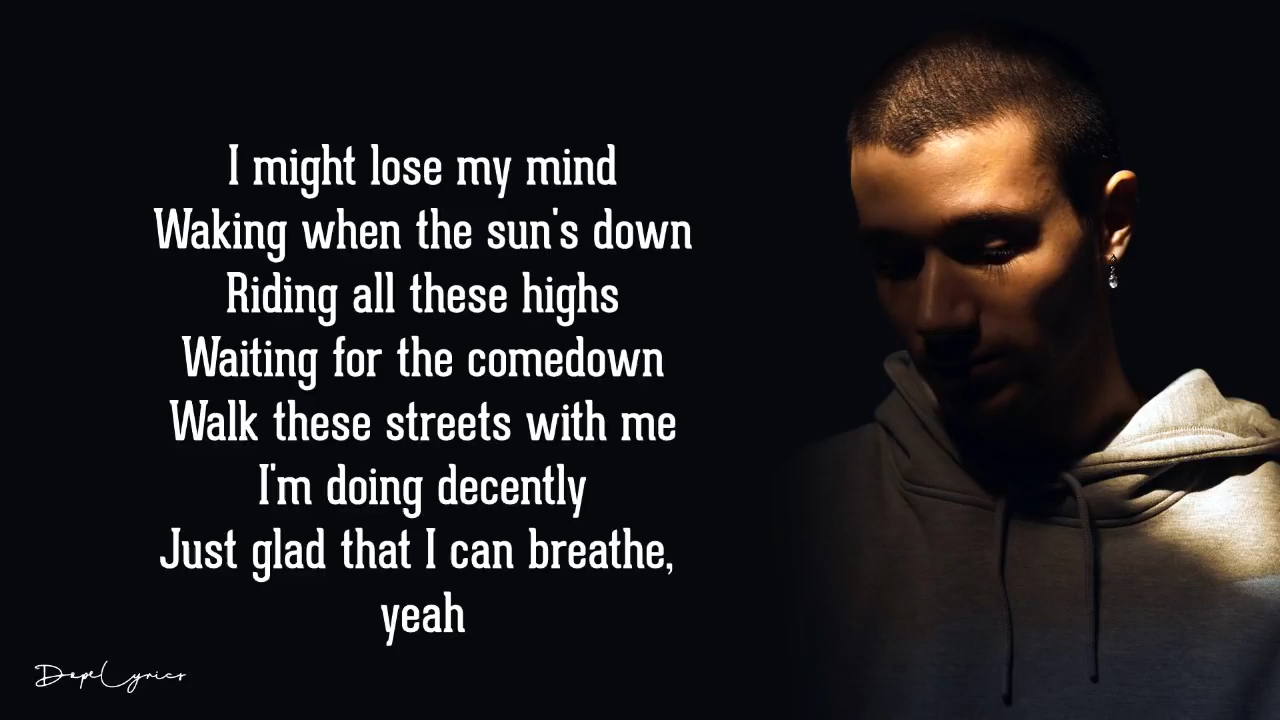 I might lose my mind
Waking when the sun's down
Riding all these highs
Waiting for the comedown
Walk these streets with me
I'm doing decently
Just glad that I can breathe,
yeah
DopeLyrics